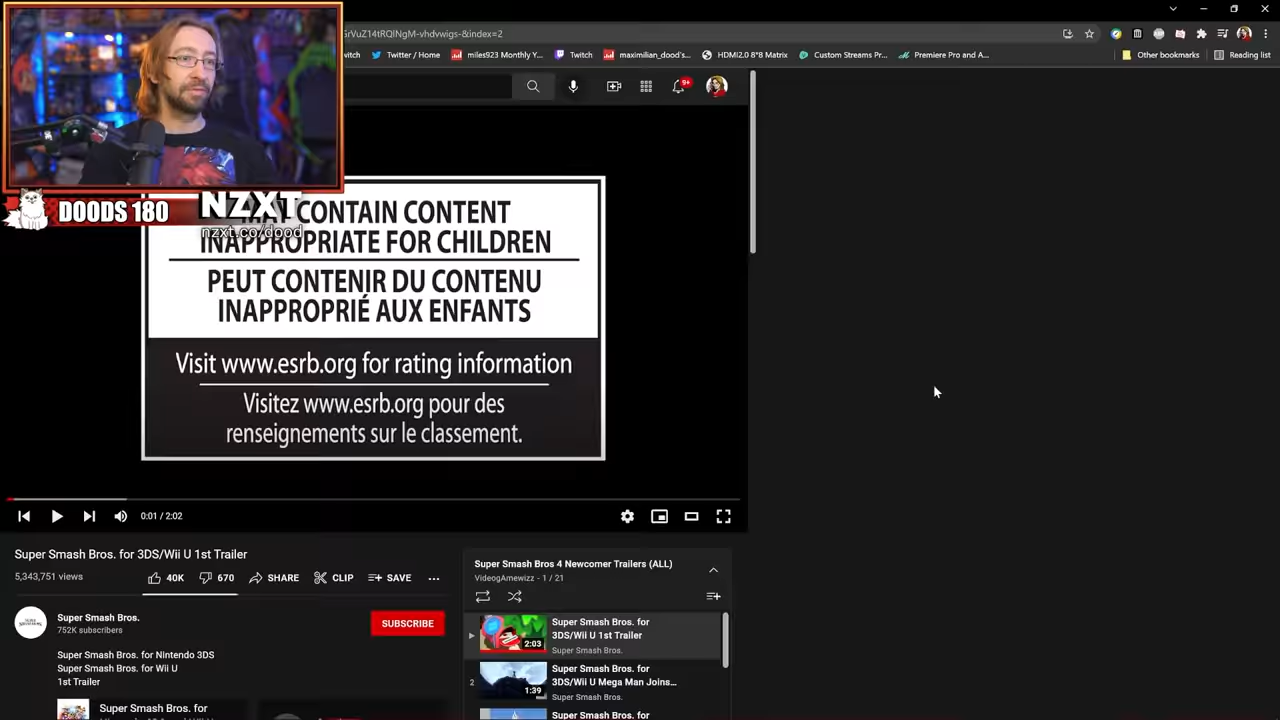 GrVuZ14tRQINgM-vhdvwigs-&index=2
itch
Twitter / Home
miles923 Monthly Y...
Twitch
maximilian_dood's...
HDMI2.0 8*8 Matrix
Custom Streams Pr...
Premiere Pro and A...
Other bookmarks
Reading list
9+
DOODS 180
NZXT
nzxt.co/dood
CONTAIN CONTENT
INAPPROPRIATE FOR CHILDREN
PEUT CONTENIR DU CONTENU
INAPPROPRIÉ AUX ENFANTS
Visit www.esrb.org for rating information
Visitez www.esrb.org pour des
renseignements sur le classement.
0:01 / 2:02
Super Smash Bros. for 3DS/Wii U 1st Trailer
5,343,751 views
40K
670
SHARE
CLIP
SAVE
Super Smash Bros.
752K subscribers
SUBSCRIBE
Super Smash Bros. for Nintendo 3DS
Super Smash Bros. for Wii U
1st Trailer
Super Smash Bros. for
Super Smash Bros 4 Newcomer Trailers (ALL)
VideogAmewizz - 1 / 21
2:03
Super Smash Bros. for
3DS/Wii U 1st Trailer
Super Smash Bros.
2
1:39
Super Smash Bros. for
3DS/Wii U Mega Man Joins...
Super Smash Bros.
Super Smash Bros. for